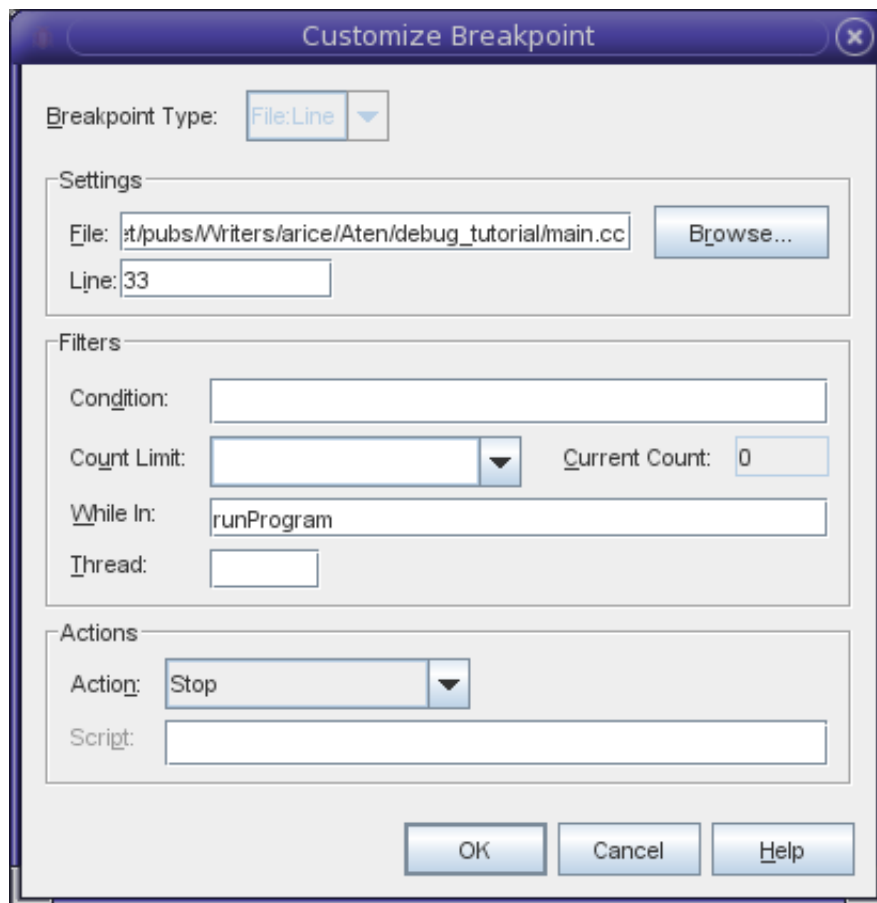 Customize Breakpoint
Breakpoint Type: File:Line
Settings
File: et/pubs/Writers/arice/Aten/debug_tutorial/main.cc Browse...
Line: 33
Filters
Condition:
Count Limit: Current Count: 0
While In: runProgram
Thread:
Actions
Action: Stop
Script:
OK Cancel Help